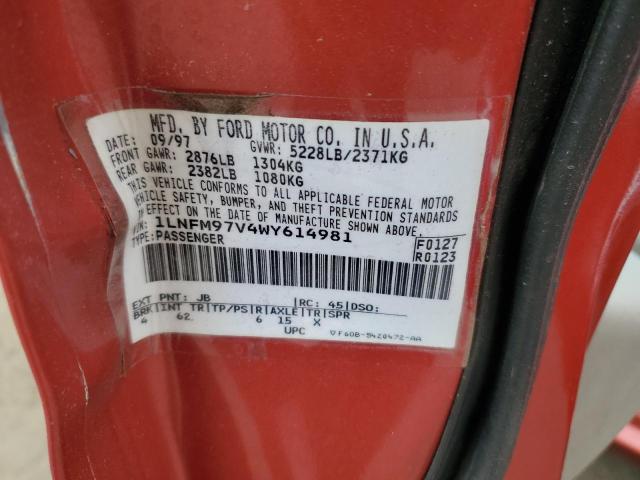 MFD. BY FORD MOTOR CO. IN U.S.A.
DATE: 09/97 GVWR: 5228LB/2371KG
FRONT GAWR: 2876LB 1304KG
REAR GAWR: 2382LB 1080KG
THIS VEHICLE CONFORMS TO ALL APPLICABLE FEDERAL MOTOR
VEHICLE SAFETY, BUMPER, AND THEFT PREVENTION STANDARDS
IN EFFECT ON THE DATE OF MANUFACTURE SHOWN ABOVE.
VIN: 1LNFM97V4WY614981
TYPE: PASSENGER
F0127
R0123
EXT PNT: JB |RC: 45|DSO:
BRK|INT TR|TP/PS|R|AXLE|TR|SPR
4 62 6 15 X
UPC ▽F60B-5420472-AA